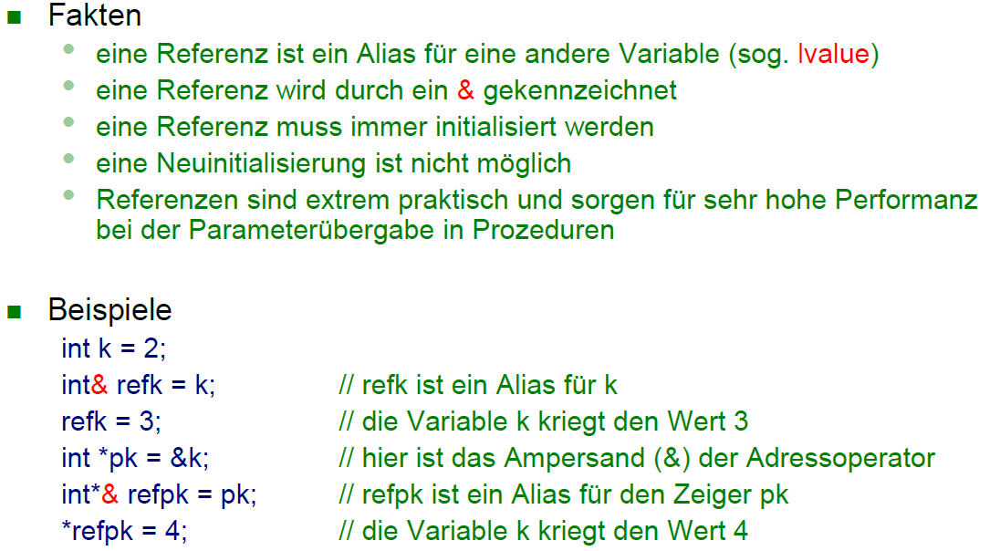 Fakten
eine Referenz ist ein Alias für eine andere Variable (sog. lvalue)
eine Referenz wird durch ein & gekennzeichnet
eine Referenz muss immer initialisiert werden
eine Neuinitialisierung ist nicht möglich
Referenzen sind extrem praktisch und sorgen für sehr hohe Performanz
bei der Parameterübergabe in Prozeduren
Beispiele
int k = 2;
int& refk = k; // refk ist ein Alias für k
refk = 3; // die Variable k kriegt den Wert 3
int *pk = &k; // hier ist das Ampersand (&) der Adressoperator
int*& refpk = pk; // refpk ist ein Alias für den Zeiger pk
*refpk = 4; // die Variable k kriegt den Wert 4